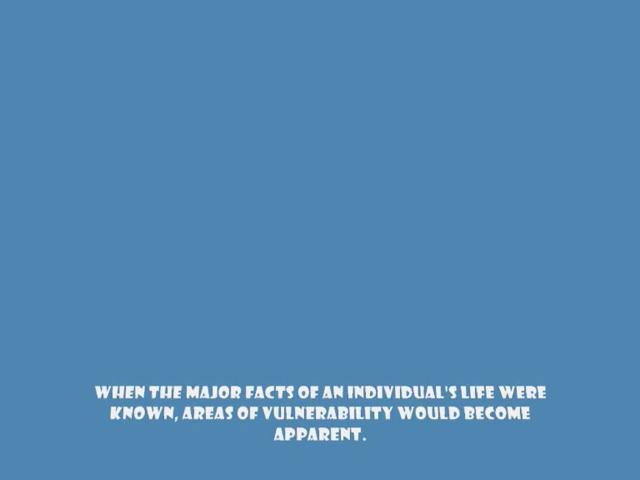 WHEN THE MAJOR FACTS OF AN INDIVIDUAL'S LIFE WERE
KNOWN, AREAS OF VULNERABILITY WOULD BECOME
APPARENT.